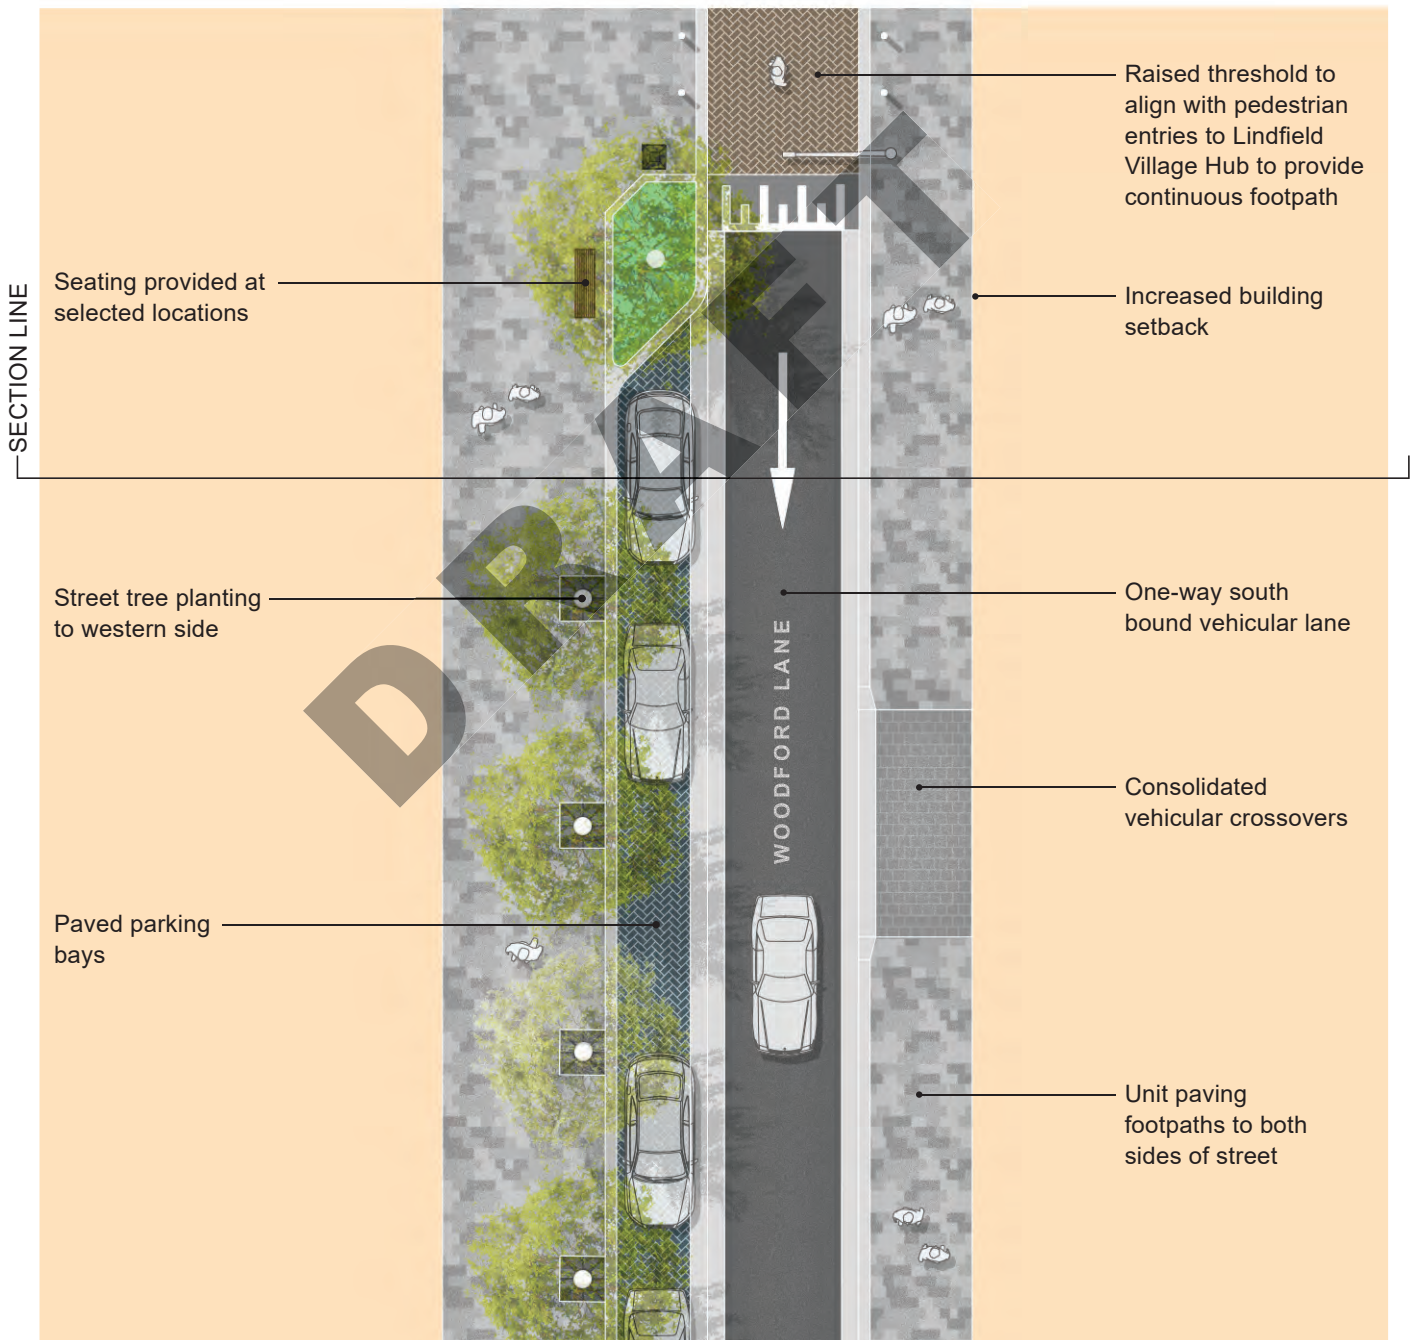 Raised threshold to
align with pedestrian
entries to Lindfield
Village Hub to provide
continuous footpath
Seating provided at
selected locations
Increased building
setback
SECTION LINE
Street tree planting
to western side
One-way south
bound vehicular lane
WOODFORD LANE
Consolidated
vehicular crossovers
Paved parking
bays
Unit paving
footpaths to both
sides of street
DRAFT